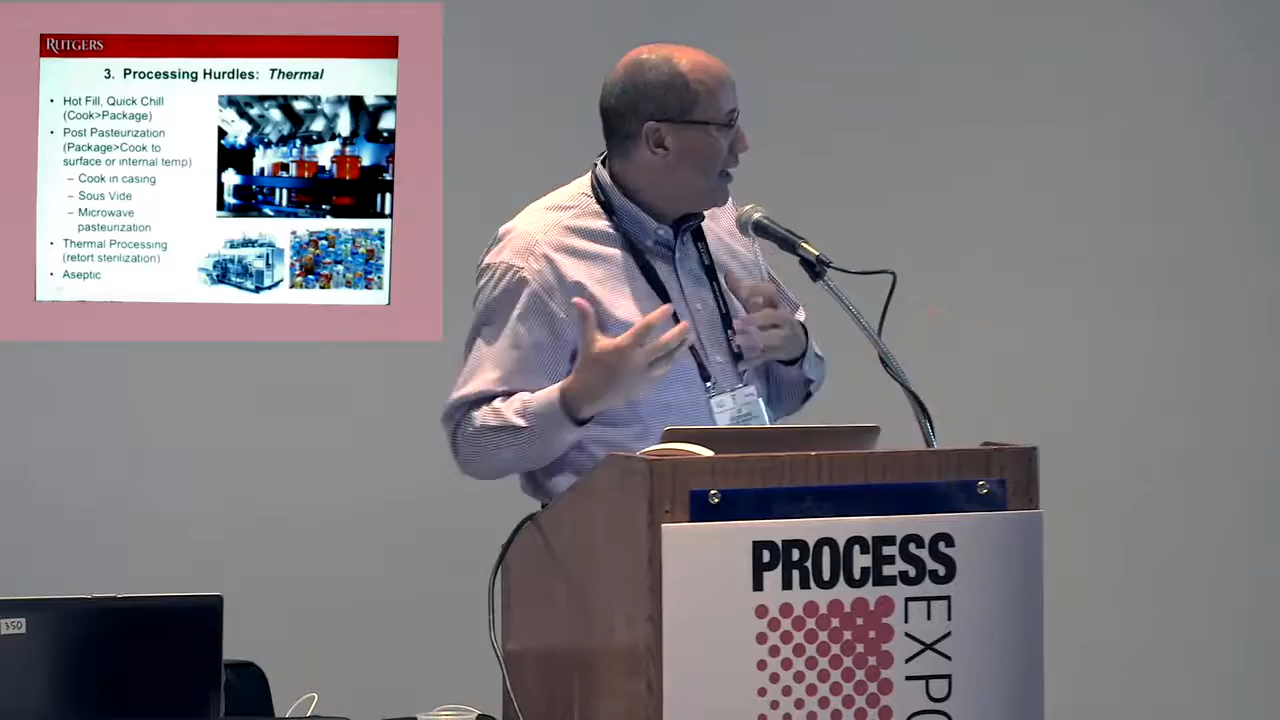 RUTGERS
3. Processing Hurdles: Thermal
• Hot Fill, Quick Chill
(Cook>Package)
• Post Pasteurization
(Package>Cook to
surface or internal temp)
– Cook in casing
– Sous Vide
– Microwave
pasteurization
• Thermal Processing
(retort sterilization)
• Aseptic
350
PROCESS
EXPO